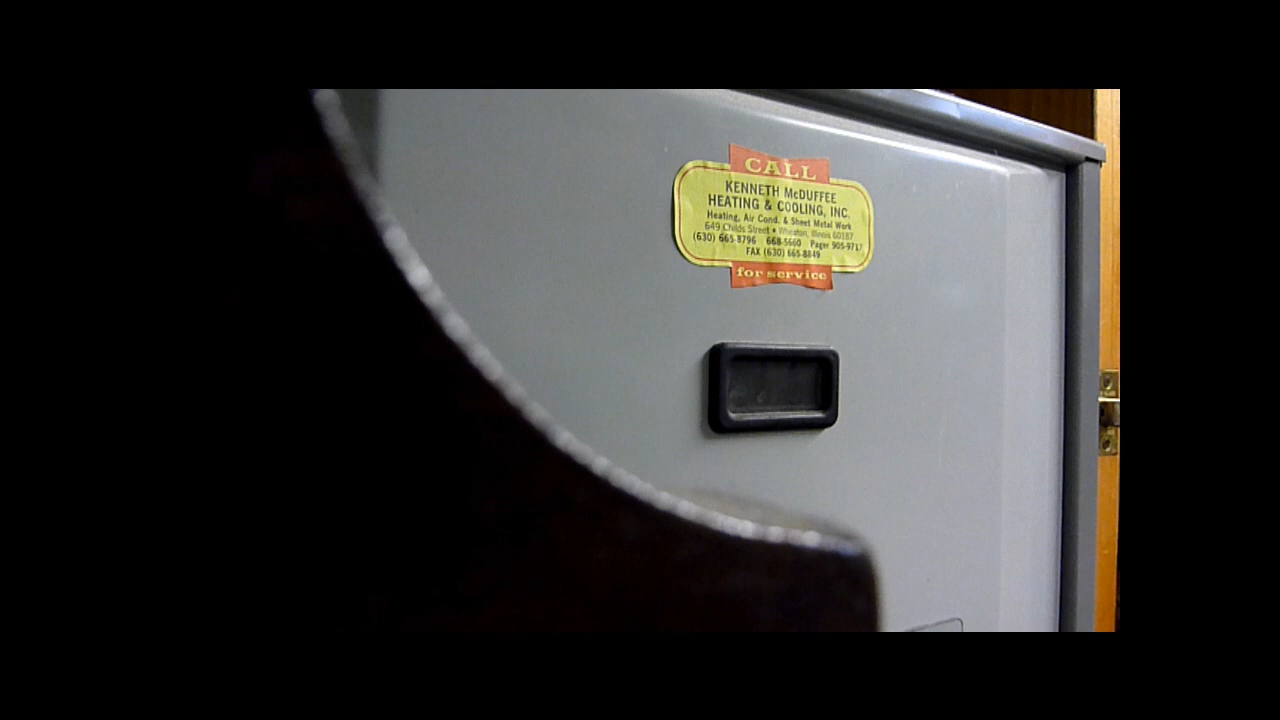 CALL
KENNETH McDUFFEE
HEATING & COOLING, INC.
Heating, Air Cond. & Sheet Metal Work
649 Childs Street • Wheaton, Illinois 60187
(630) 665-8796 668-5660 Pager 905-9717
FAX (630) 665-8849
for service